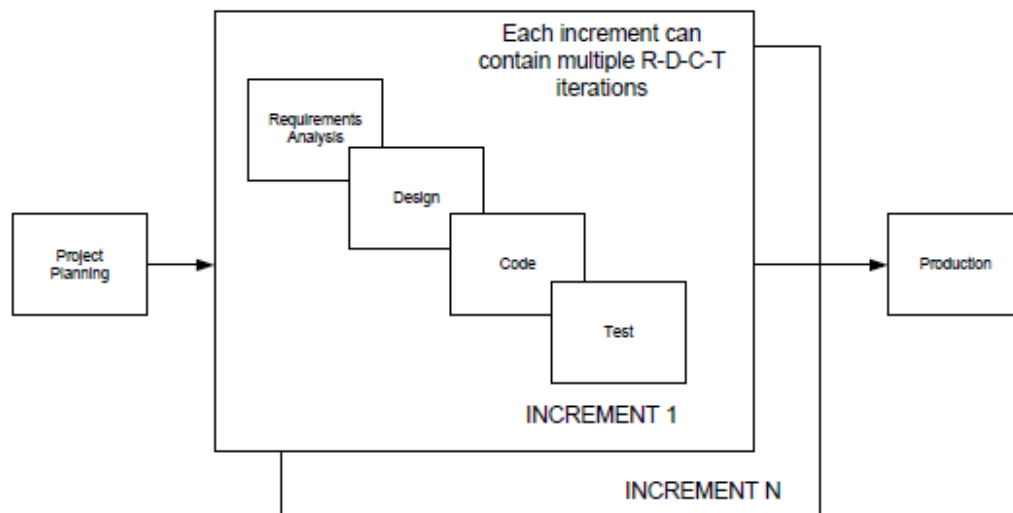 Each increment can
contain multiple R-D-C-T
iterations
Requirements
Analysis
Design
Project
Planning
Code
Production
Test
INCREMENT 1
INCREMENT N